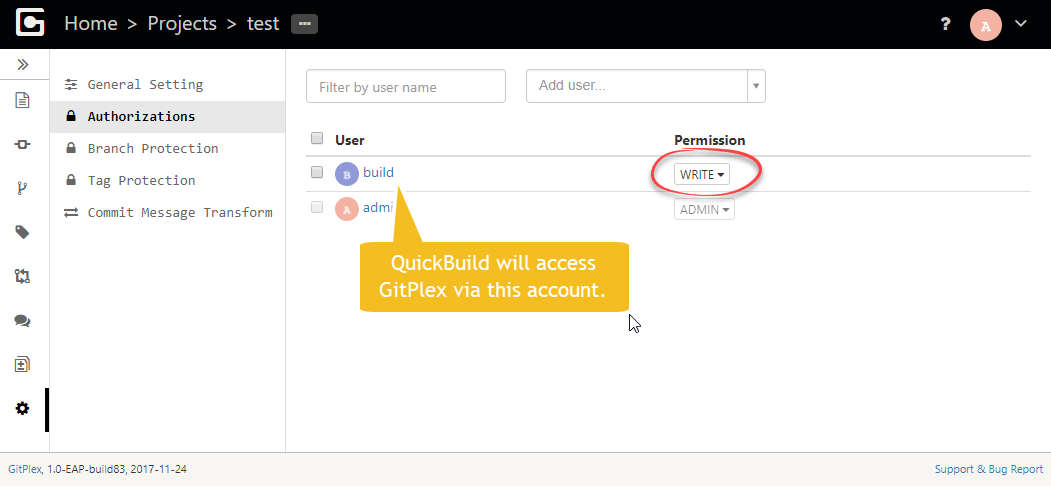 Home > Projects > test ...
? A
General Setting
Authorizations
Branch Protection
Tag Protection
Commit Message Transform
Filter by user name
Add user...
User Permission
B build WRITE
A admi ADMIN
QuickBuild will access
GitPlex via this account.
GitPlex, 1.0-EAP-build83, 2017-11-24
Support & Bug Report